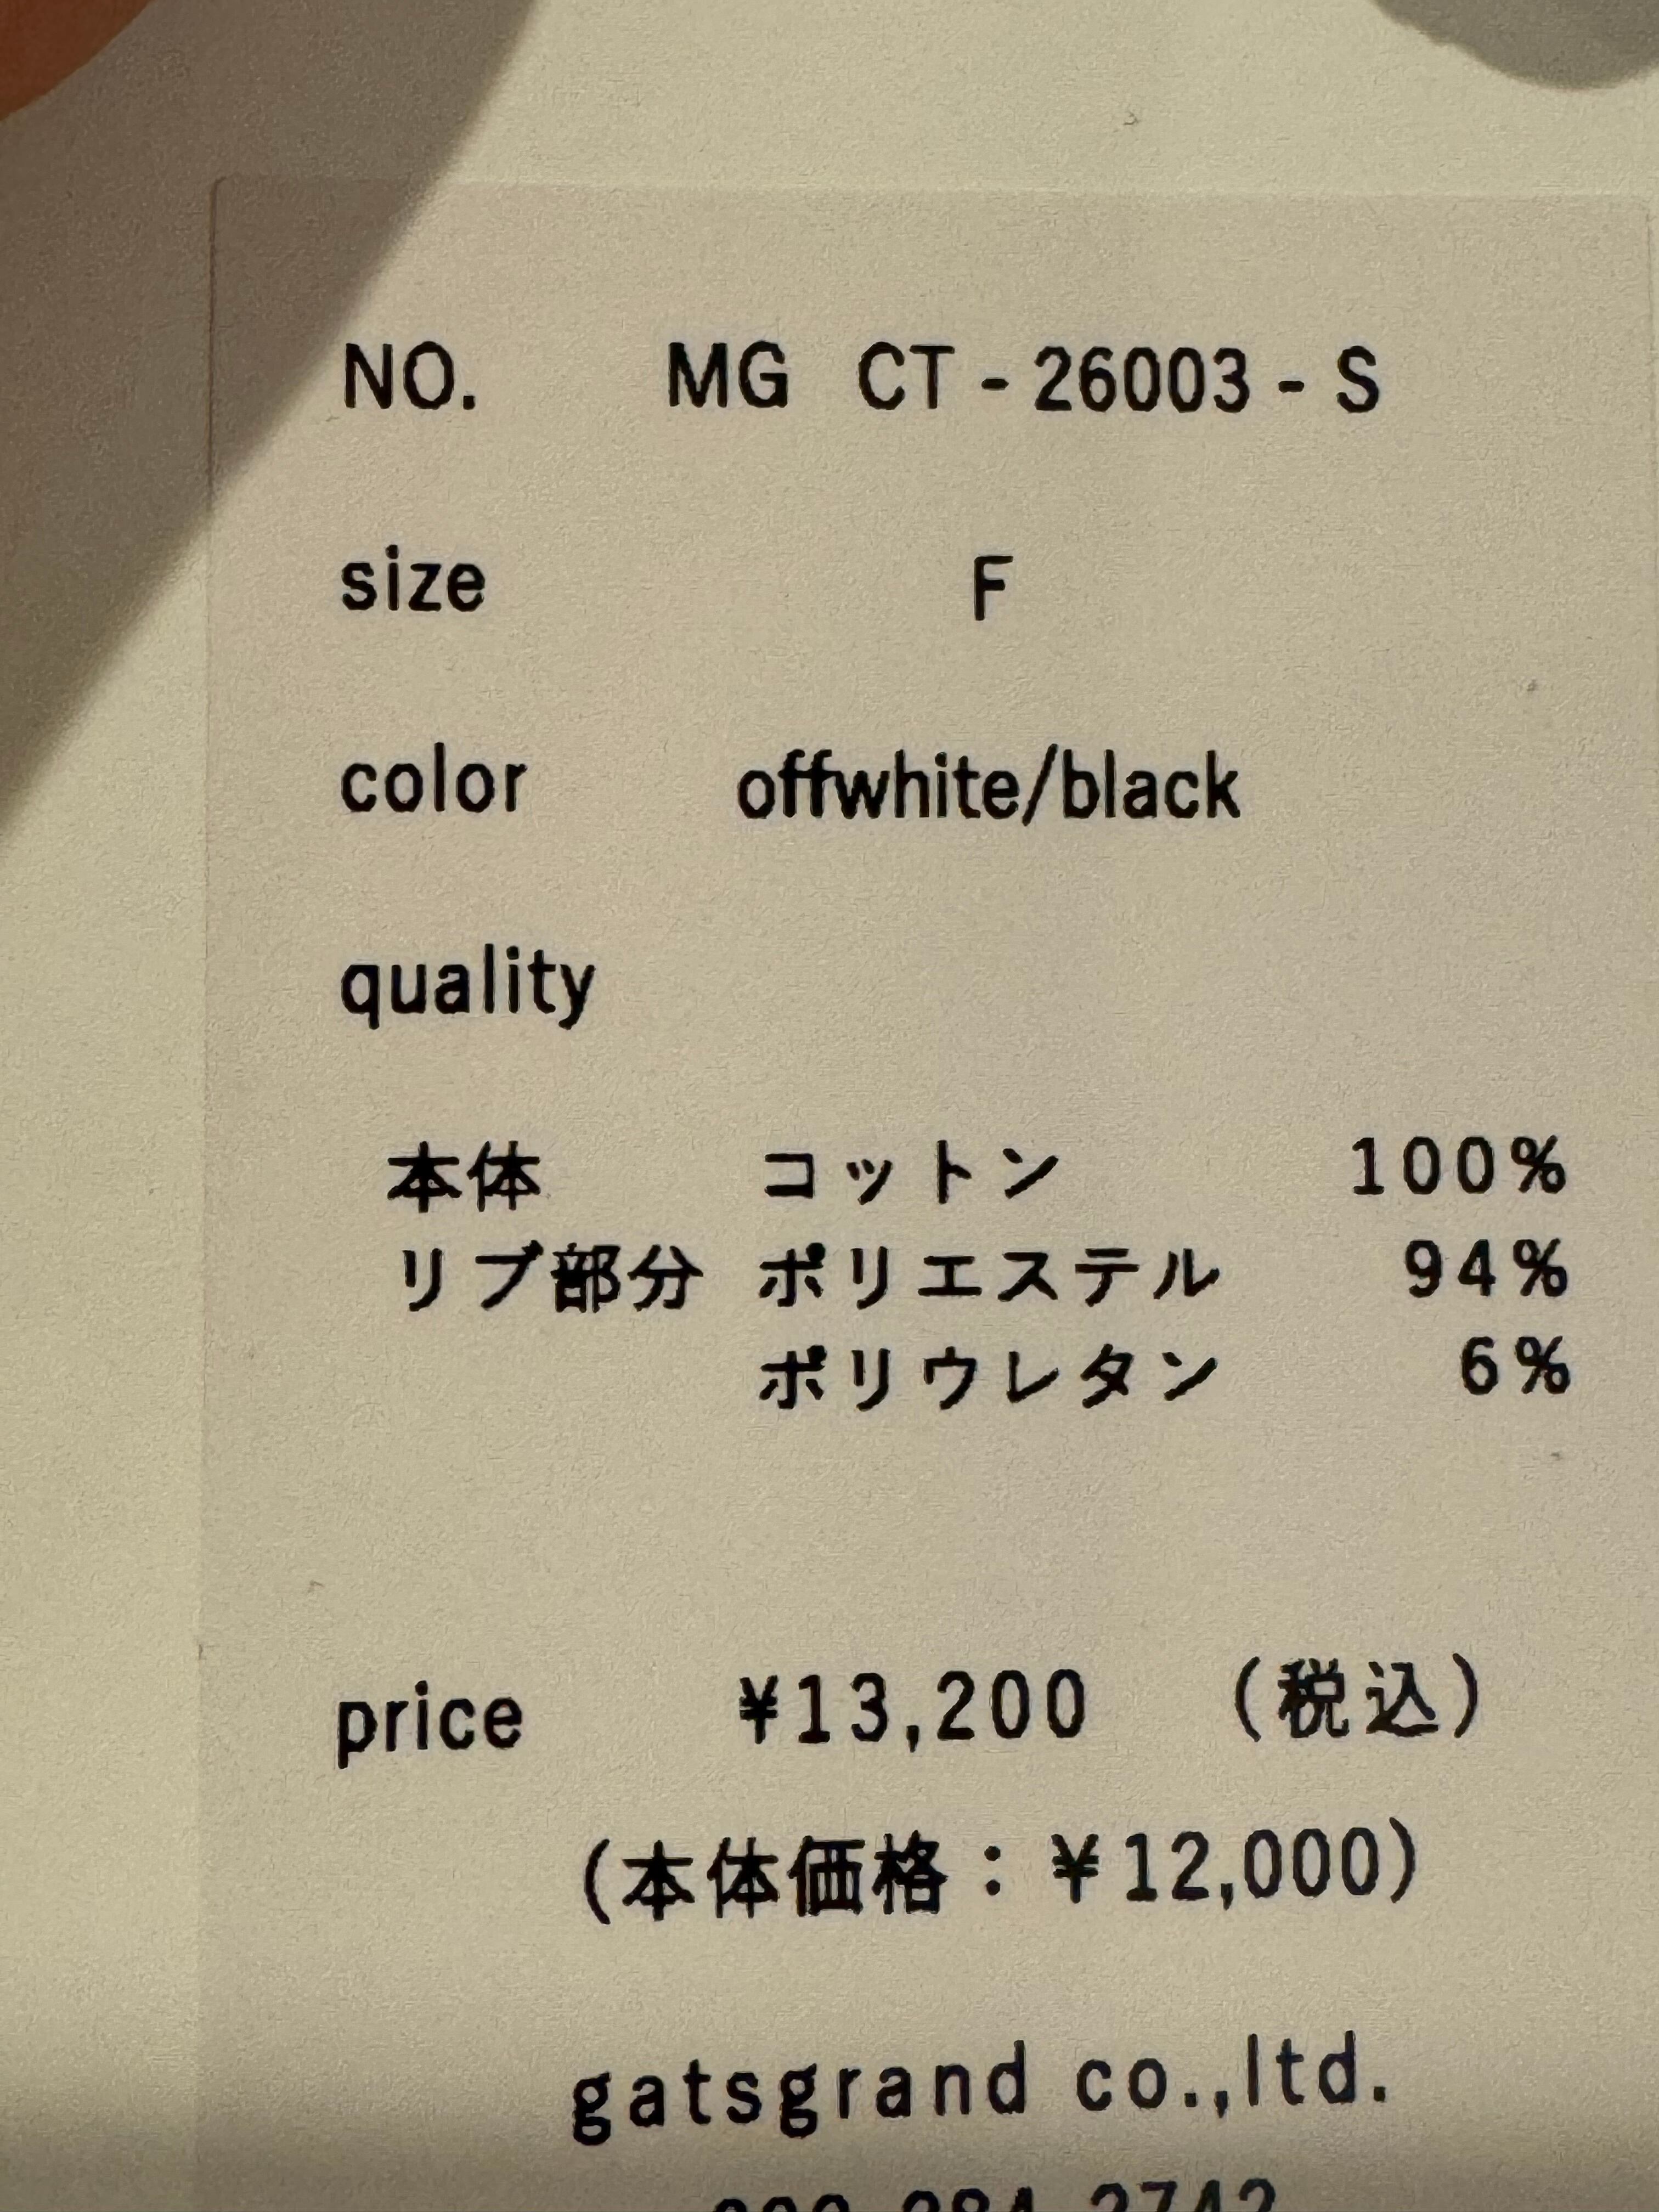 NO. MG CT - 26003 - S
size F
color offwhite/black
quality
本体 コットン 100%
リブ部分 ポリエステル 94%
ポリウレタン 6%
price ¥13,200 (税込)
(本体価格：¥12,000)
gatsgrand co.,ltd.